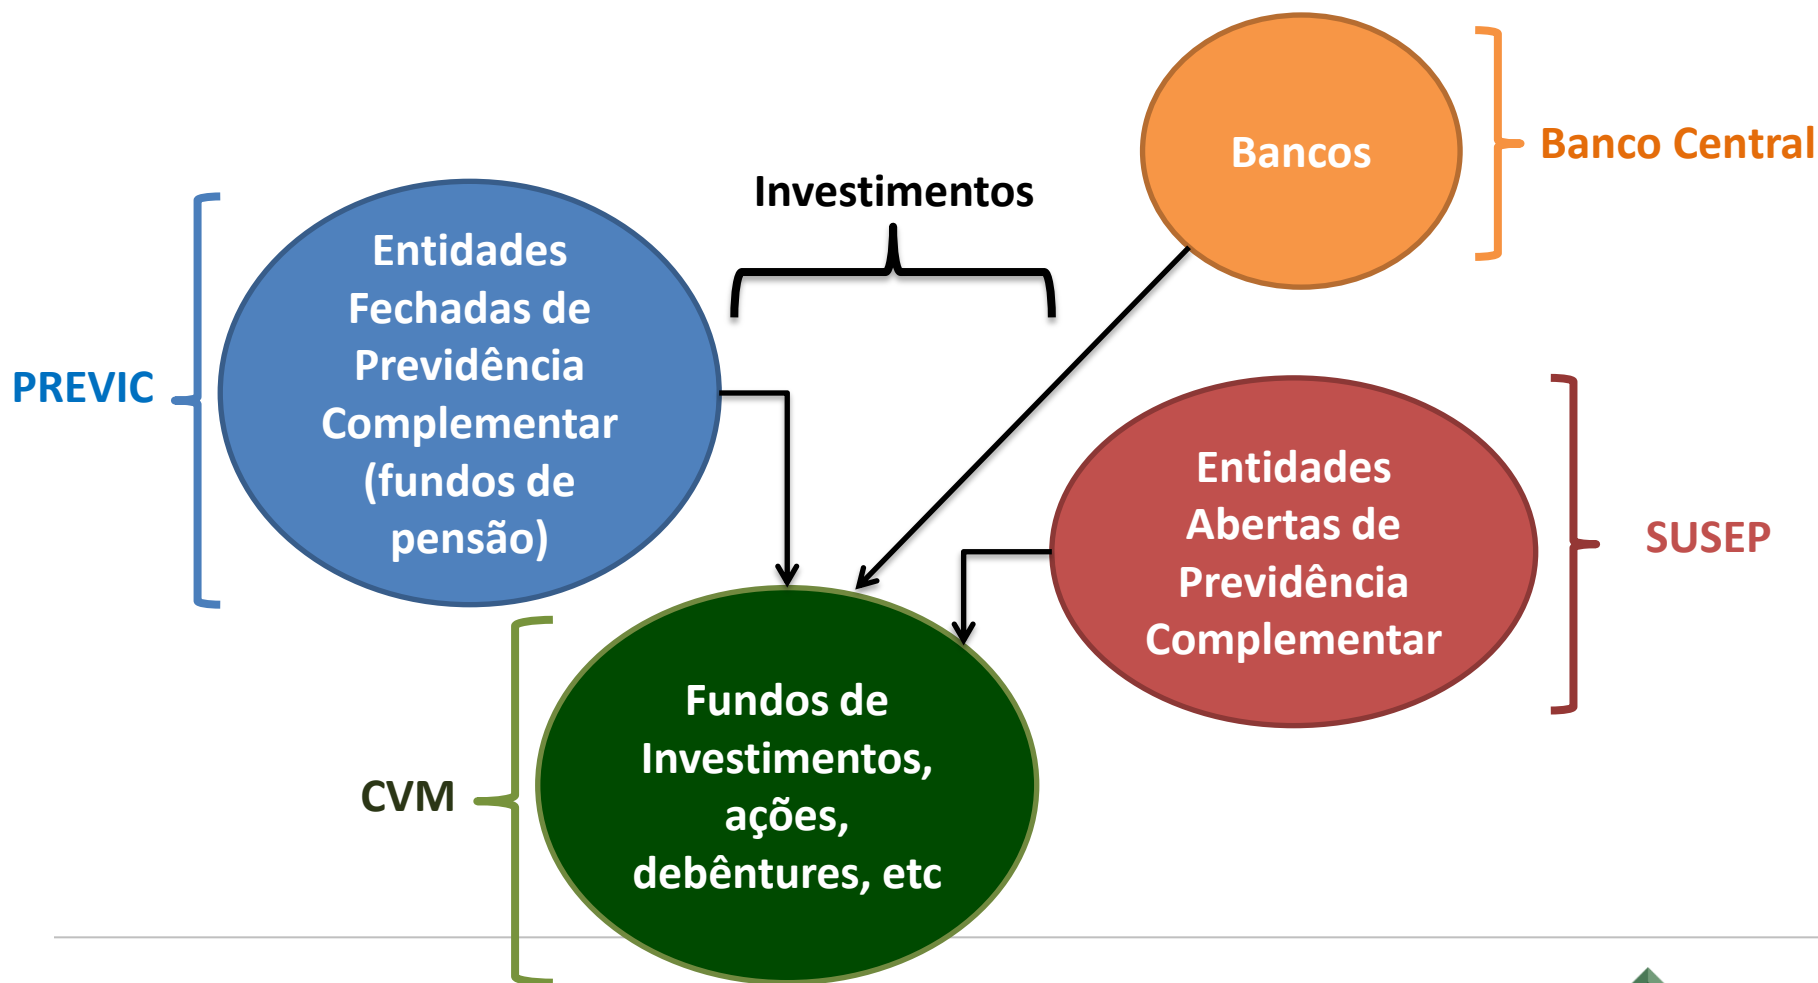 Bancos
Banco Central
Investimentos
Entidades
Fechadas de
Previdência
Complementar
(fundos de
pensão)
PREVIC
Entidades
Abertas de
Previdência
Complementar
SUSEP
Fundos de
Investimentos,
ações,
debêntures, etc
CVM